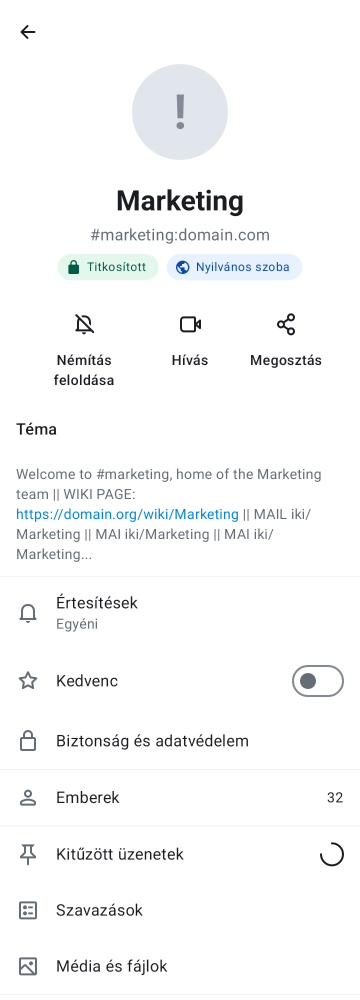 !
Marketing
#marketing:domain.com
Titkosított
Nyilvános szoba
Némítás
feloldása
Hívás
Megosztás
Téma
Welcome to #marketing, home of the Marketing
team || WIKI PAGE:
https://domain.org/wiki/Marketing || MAIL iki/
Marketing || MAI iki/Marketing || MAI iki/
Marketing...
Értesítések
Egyéni
Kedvenc
Biztonság és adatvédelem
Emberek
32
Kitűzött üzenetek
Szavazások
Média és fájlok